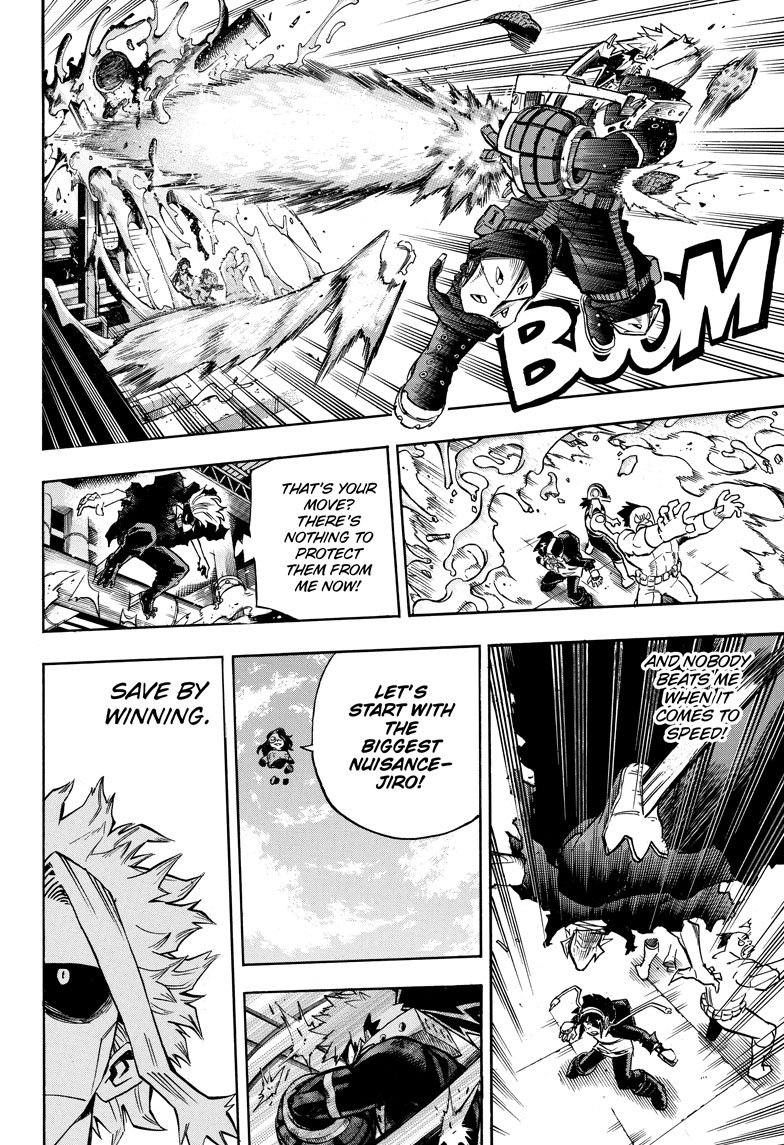 BOOM
THAT'S YOUR
MOVE?
THERE'S
NOTHING TO
PROTECT
THEM FROM
ME NOW!
AND NOBODY
BEATS ME
WHEN IT
COMES TO
SPEED!
LET'S
START WITH
THE
BIGGEST
NUISANCE—
JIRO!
SAVE BY
WINNING.